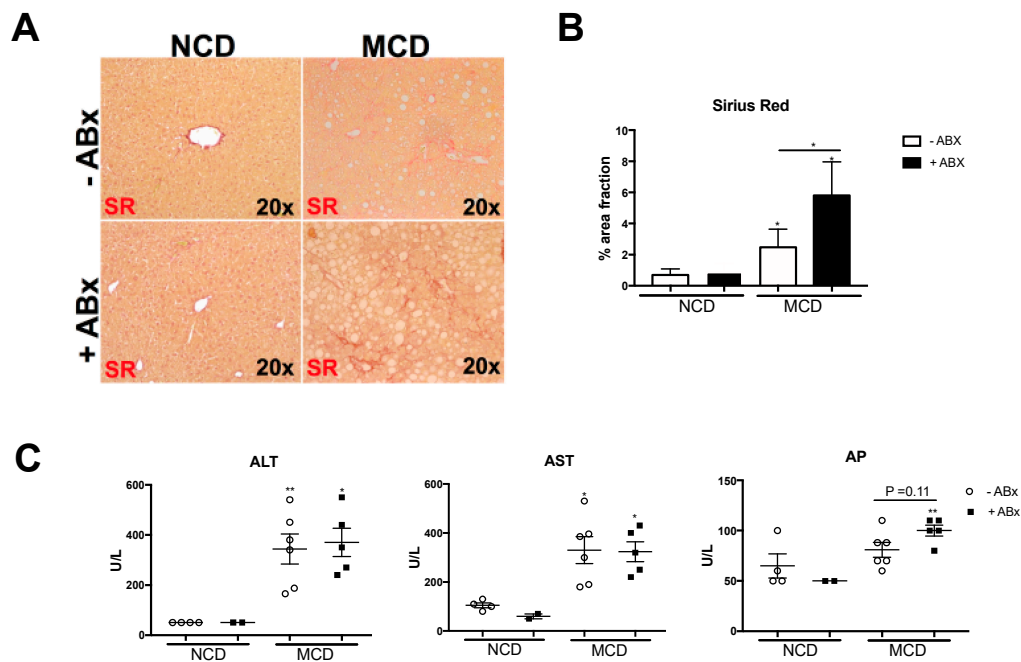 A
NCD MCD
- ABx
SR 20x SR 20x
+ ABx
SR 20x SR 20x
B
Sirius Red
% area fraction
10
8
6
4
2
0
* * * *
NCD MCD
- ABX
+ ABX
C
ALT
U/L
600
400
200
0
** *
NCD MCD
AST
U/L
600
400
200
0
* *
NCD MCD
AP
U/L
150
100
50
0
P =0.11
**
NCD MCD
- ABx
+ ABx